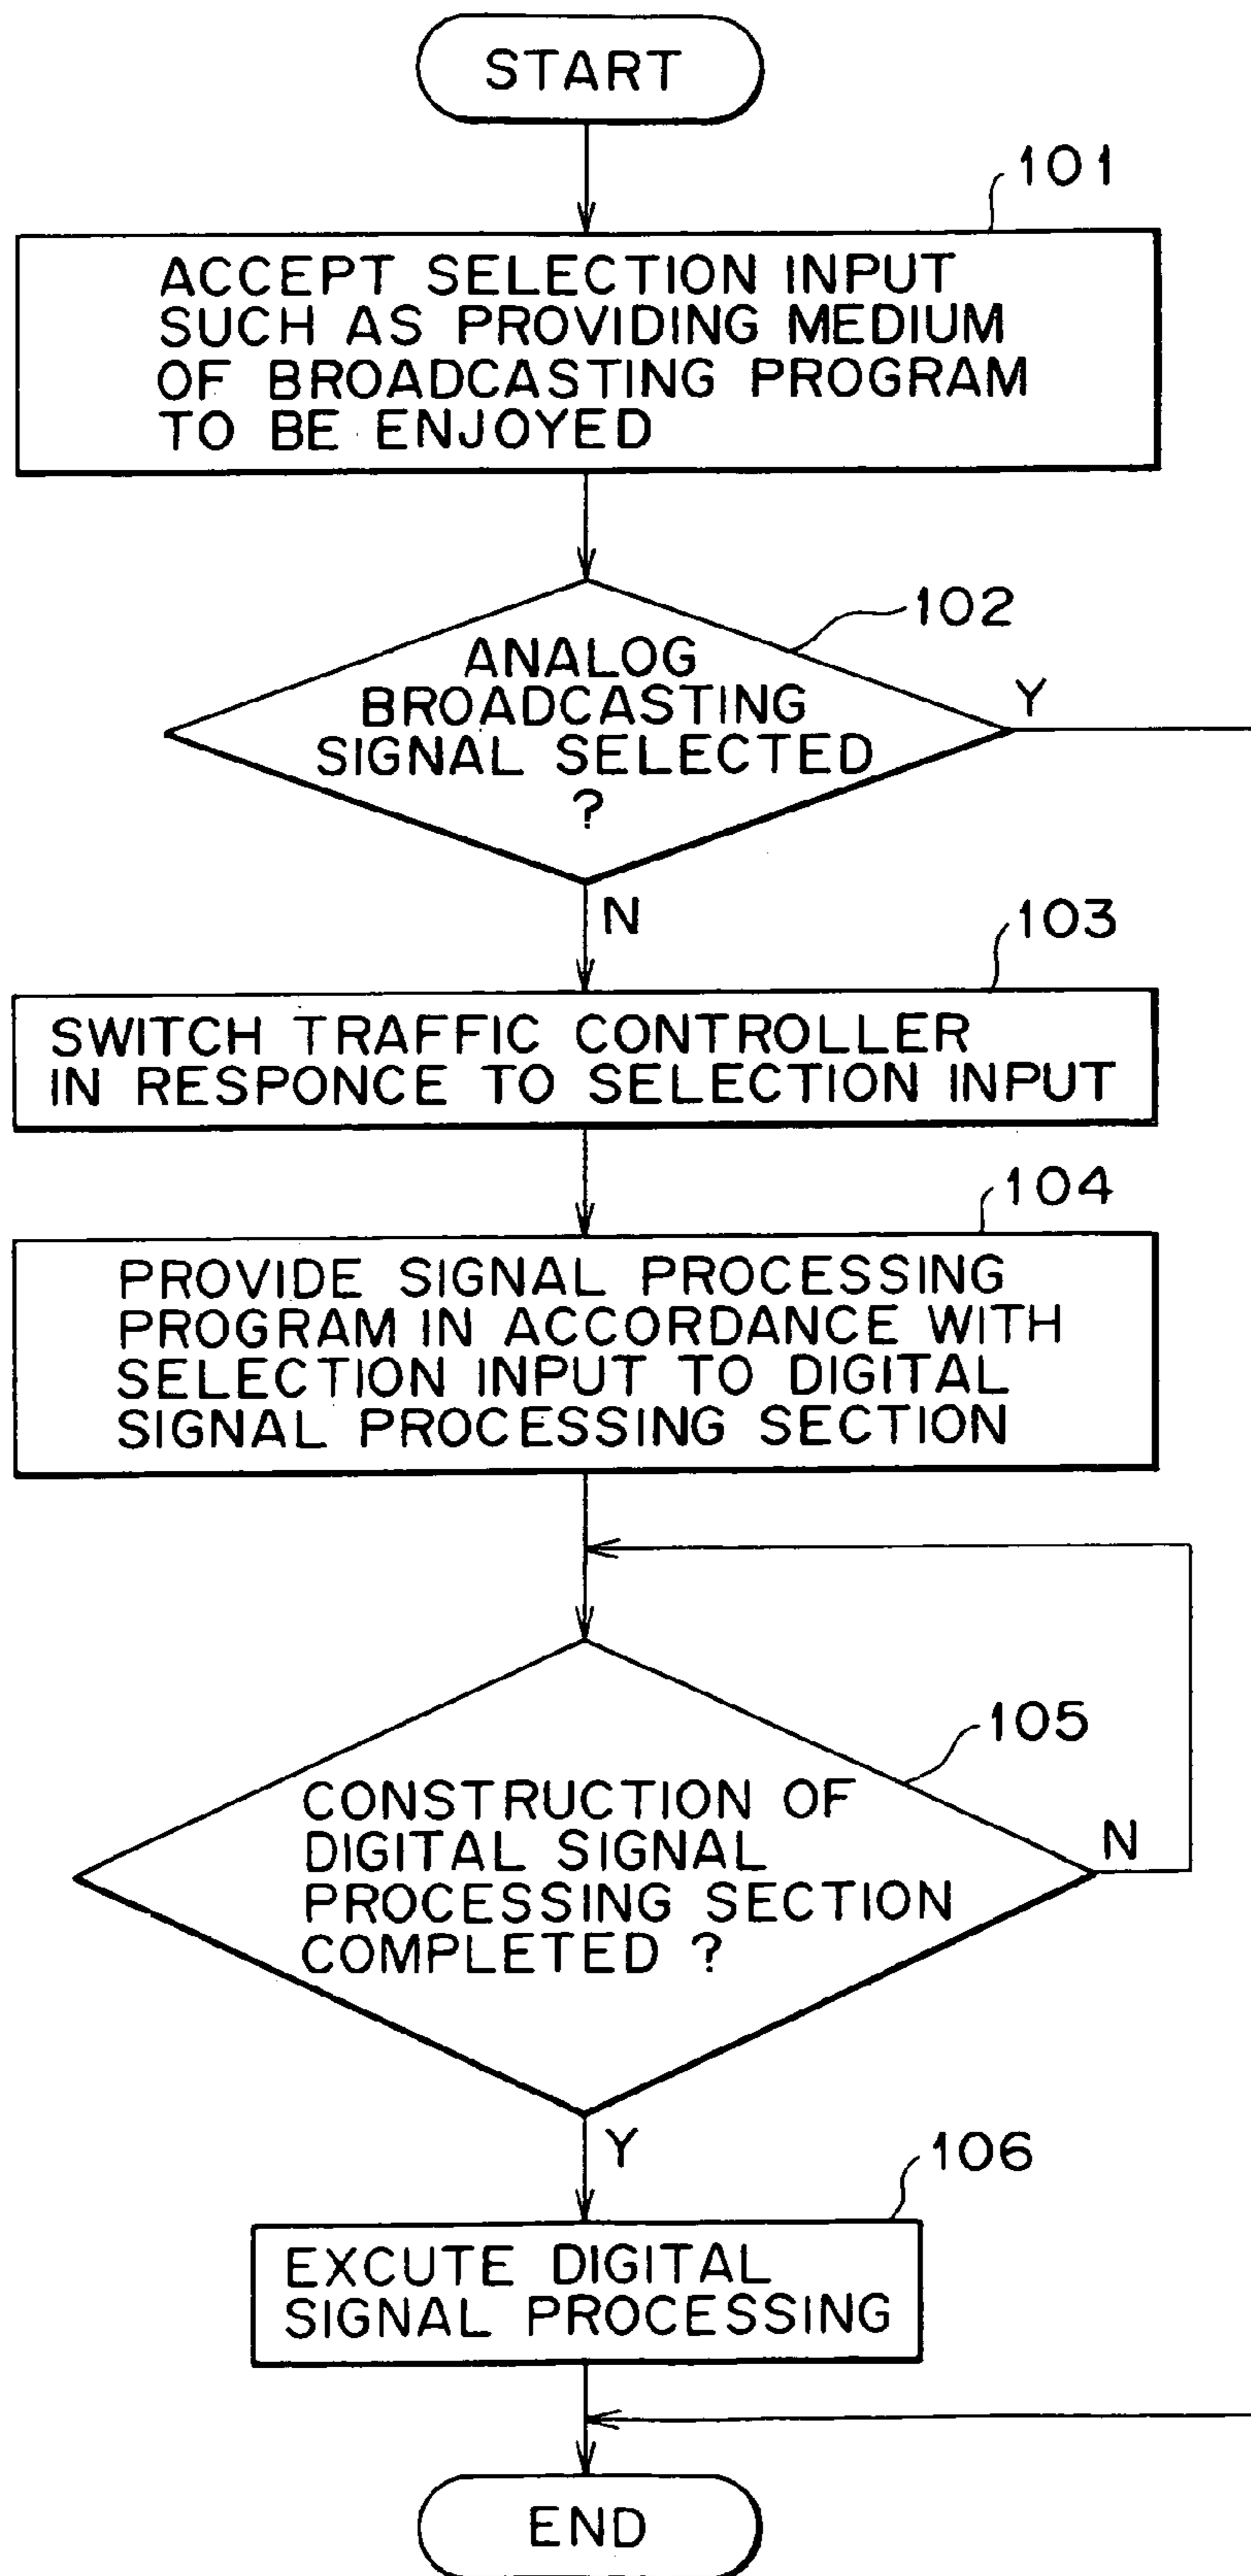 START
101
ACCEPT SELECTION INPUT
SUCH AS PROVIDING MEDIUM
OF BROADCASTING PROGRAM
TO BE ENJOYED
102
ANALOG
BROADCASTING
SIGNAL SELECTED
?
Y
N
103
SWITCH TRAFFIC CONTROLLER
IN RESPONCE TO SELECTION INPUT
104
PROVIDE SIGNAL PROCESSING
PROGRAM IN ACCORDANCE WITH
SELECTION INPUT TO DIGITAL
SIGNAL PROCESSING SECTION
105
CONSTRUCTION OF
DIGITAL SIGNAL
PROCESSING SECTION
COMPLETED ?
N
Y
106
EXCUTE DIGITAL
SIGNAL PROCESSING
END